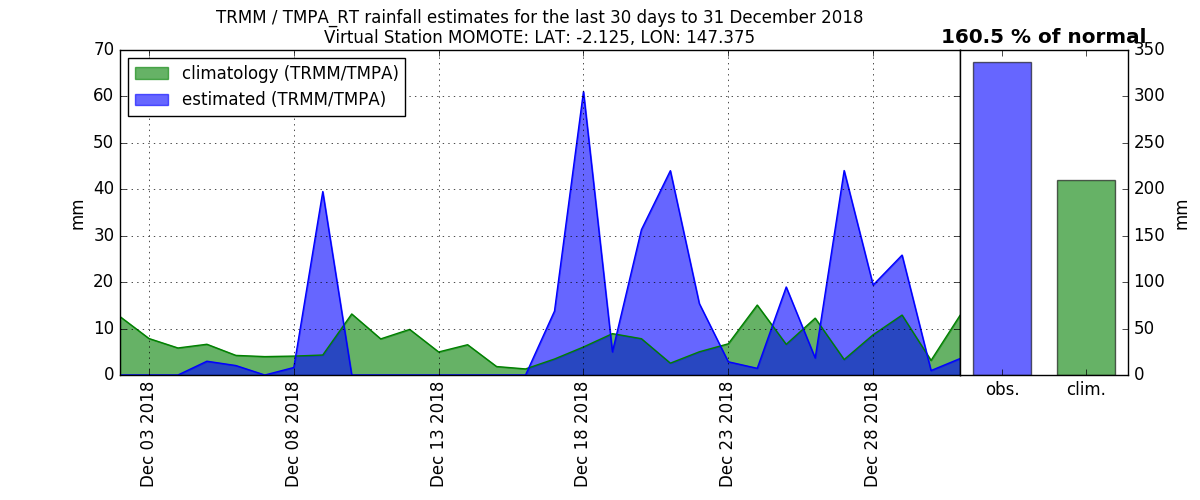 TRMM / TMPA_RT rainfall estimates for the last 30 days to 31 December 2018
Virtual Station MOMOTE: LAT: -2.125, LON: 147.375
160.5 % of normal
climatology (TRMM/TMPA)
estimated (TRMM/TMPA)
70
60
50
40
30
20
10
0
mm
Dec 03 2018
Dec 08 2018
Dec 13 2018
Dec 18 2018
Dec 23 2018
Dec 28 2018
350
300
250
200
150
100
50
0
mm
obs.
clim.